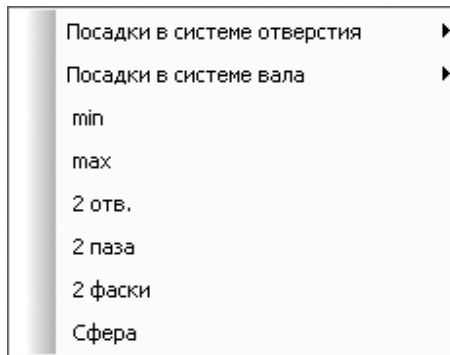 Посадки в системе отверстия
Посадки в системе вала
min
max
2 отв.
2 паза
2 фаски
Сфера